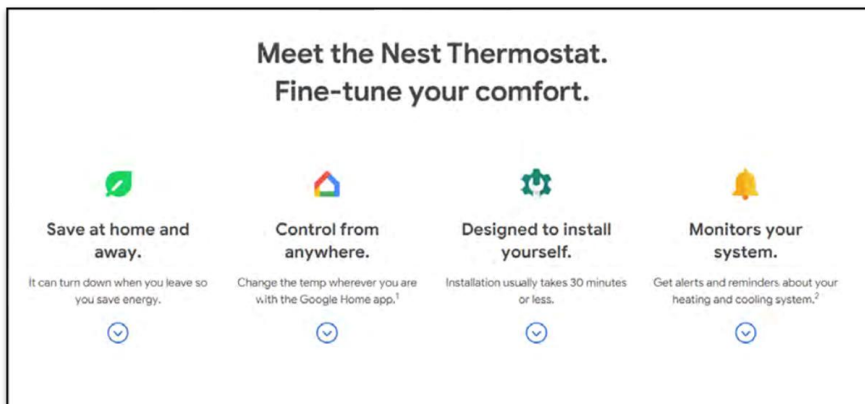 Meet the Nest Thermostat.
Fine-tune your comfort.
Save at home and
away.
It can turn down when you leave so
you save energy.
Control from
anywhere.
Change the temp wherever you are
with the Google Home app.1
Designed to install
yourself.
Installation usually takes 30 minutes
or less.
Monitors your
system.
Get alerts and reminders about your
heating and cooling system.2